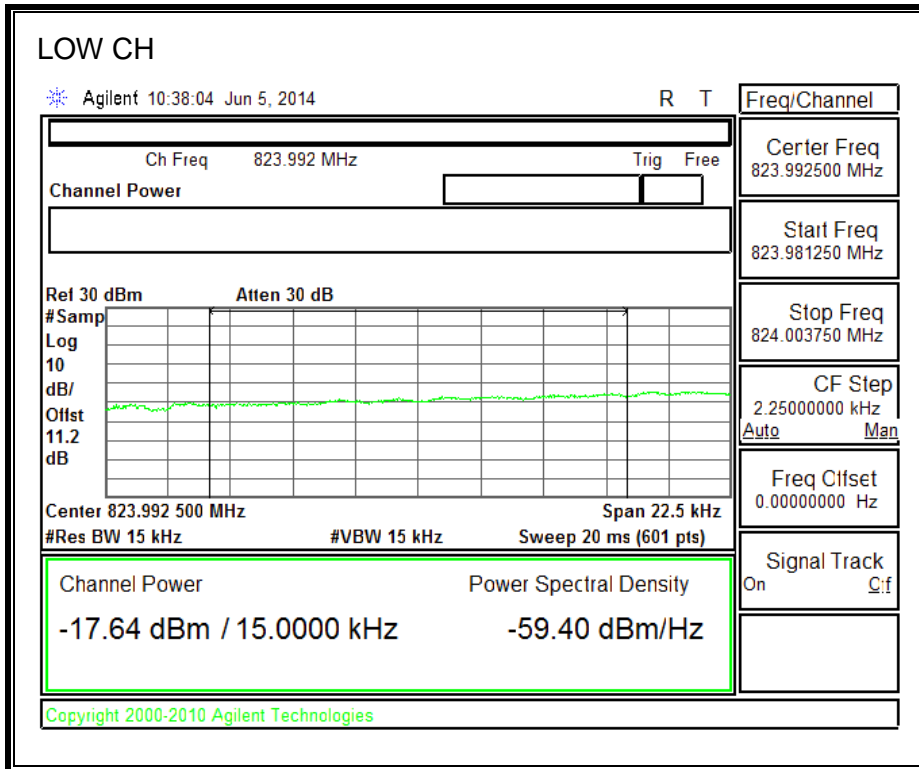 LOW CH
Agilent 10:38:04 Jun 5, 2014 R T
Freq/Channel
Ch Freq 823.992 MHz Trig Free
Channel Power
Center Freq
823.992500 MHz
Start Freq
823.981250 MHz
Stop Freq
824.003750 MHz
CF Step
2.25000000 kHz
Auto Man
Freq Offset
0.00000000 Hz
Signal Track
On Off
Ref 30 dBm Atten 30 dB
#Samp
Log
10
dB/
Offst
11.2
dB
Center 823.992 500 MHz Span 22.5 kHz
#Res BW 15 kHz #VBW 15 kHz Sweep 20 ms (601 pts)
Channel Power Power Spectral Density
-17.64 dBm / 15.0000 kHz -59.40 dBm/Hz
Copyright 2000-2010 Agilent Technologies